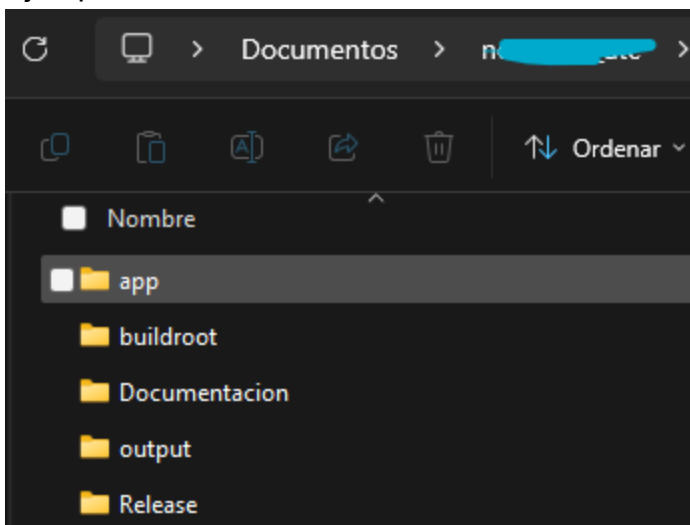 Documentos
Ordenar
Nombre
app
buildroot
Documentacion
output
Release